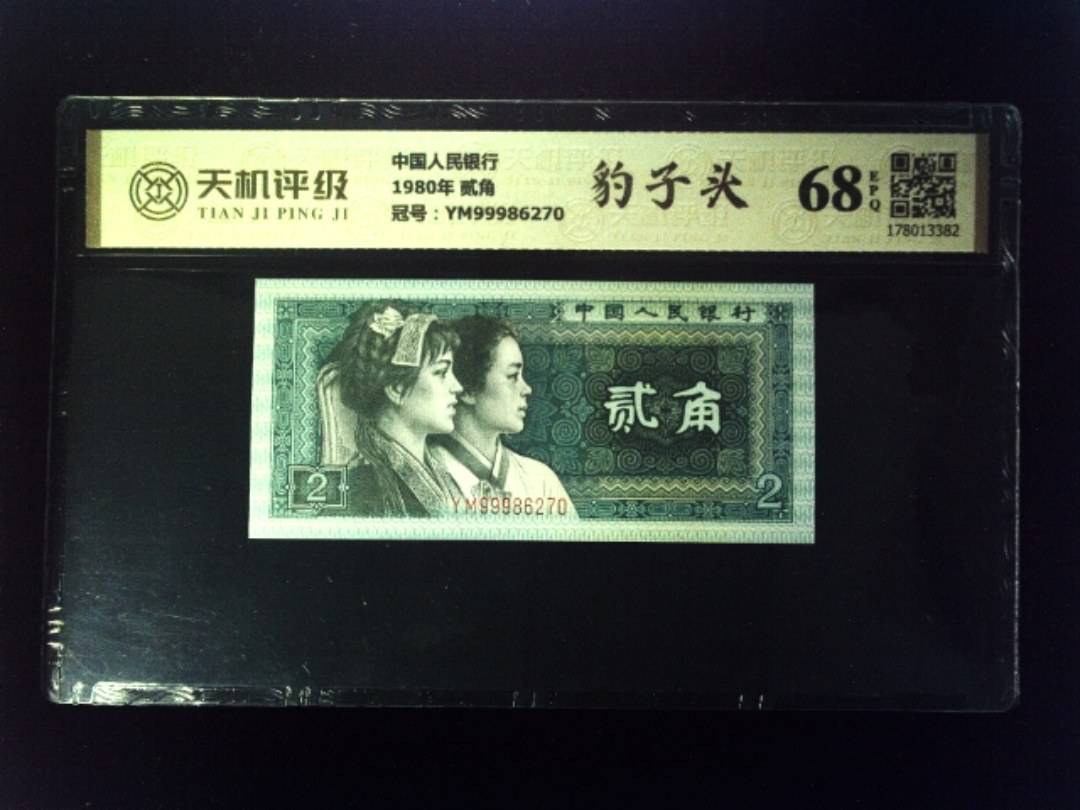 天机评级
TIAN JI PING JI
中国人民银行
1980年 贰角
冠号：YM99986270
豹子头
68
EPQ
178013382
中国人民银行
贰角
2
YM99986270
2